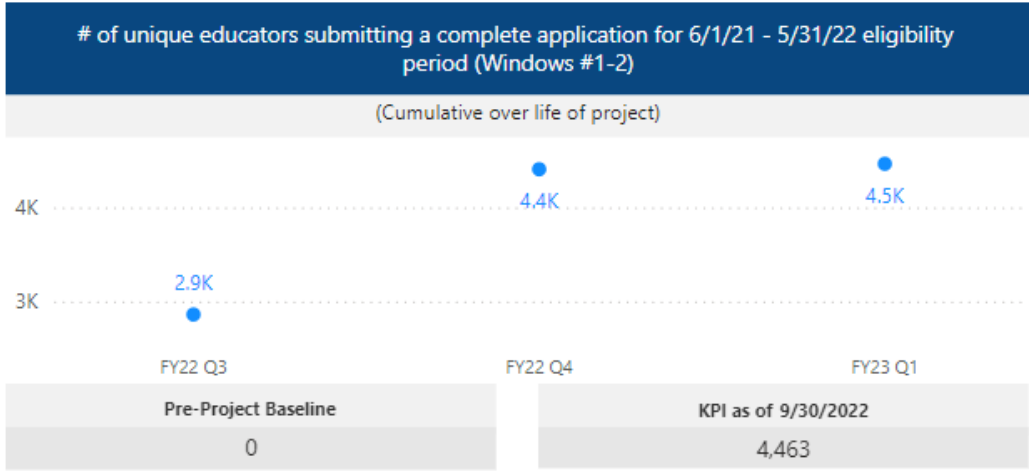 # of unique educators submitting a complete application for 6/1/21 - 5/31/22 eligibility
period (Windows #1-2)
(Cumulative over life of project)
4K
3K
2.9K
4.4K
4.5K
FY22 Q3
FY22 Q4
FY23 Q1
Pre-Project Baseline
0
KPI as of 9/30/2022
4,463